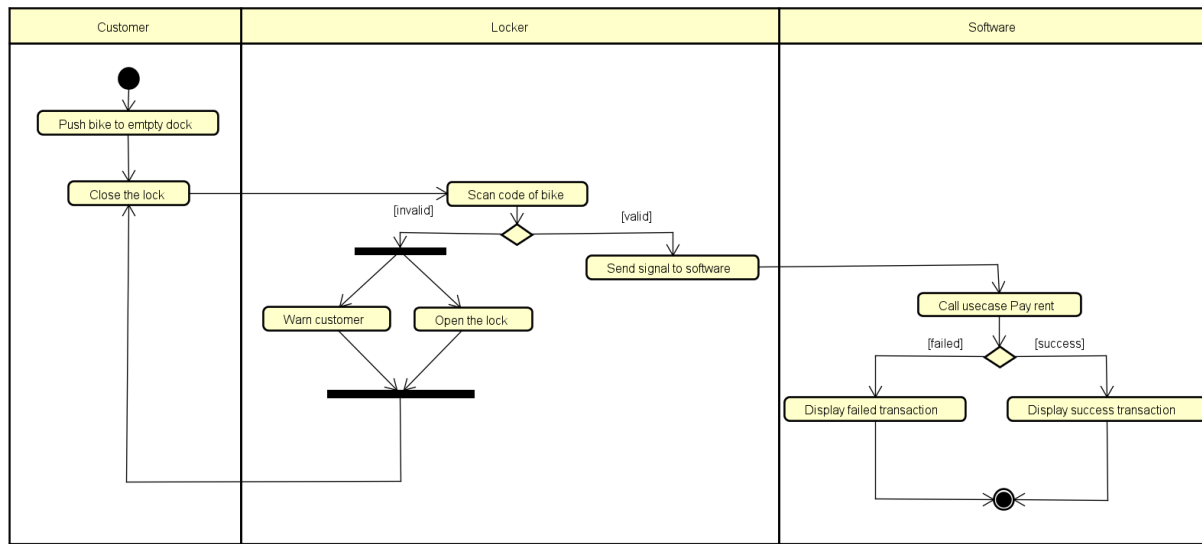 Customer
Locker
Software
Push bike to emtpty dock
Close the lock
Scan code of bike
[invalid]
[valid]
Send signal to software
Warn customer
Open the lock
Call usecase Pay rent
[failed]
[success]
Display failed transaction
Display success transaction